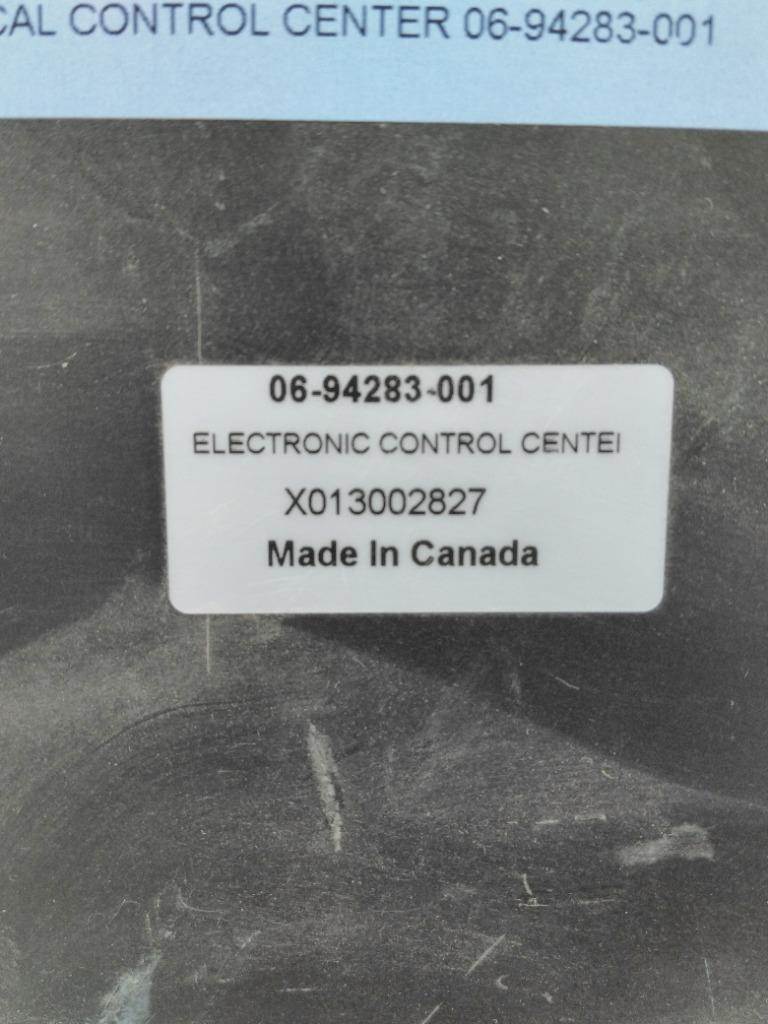 CAL CONTROL CENTER 06-94283-001
06-94283-001
ELECTRONIC CONTROL CENTEI
X013002827
Made In Canada